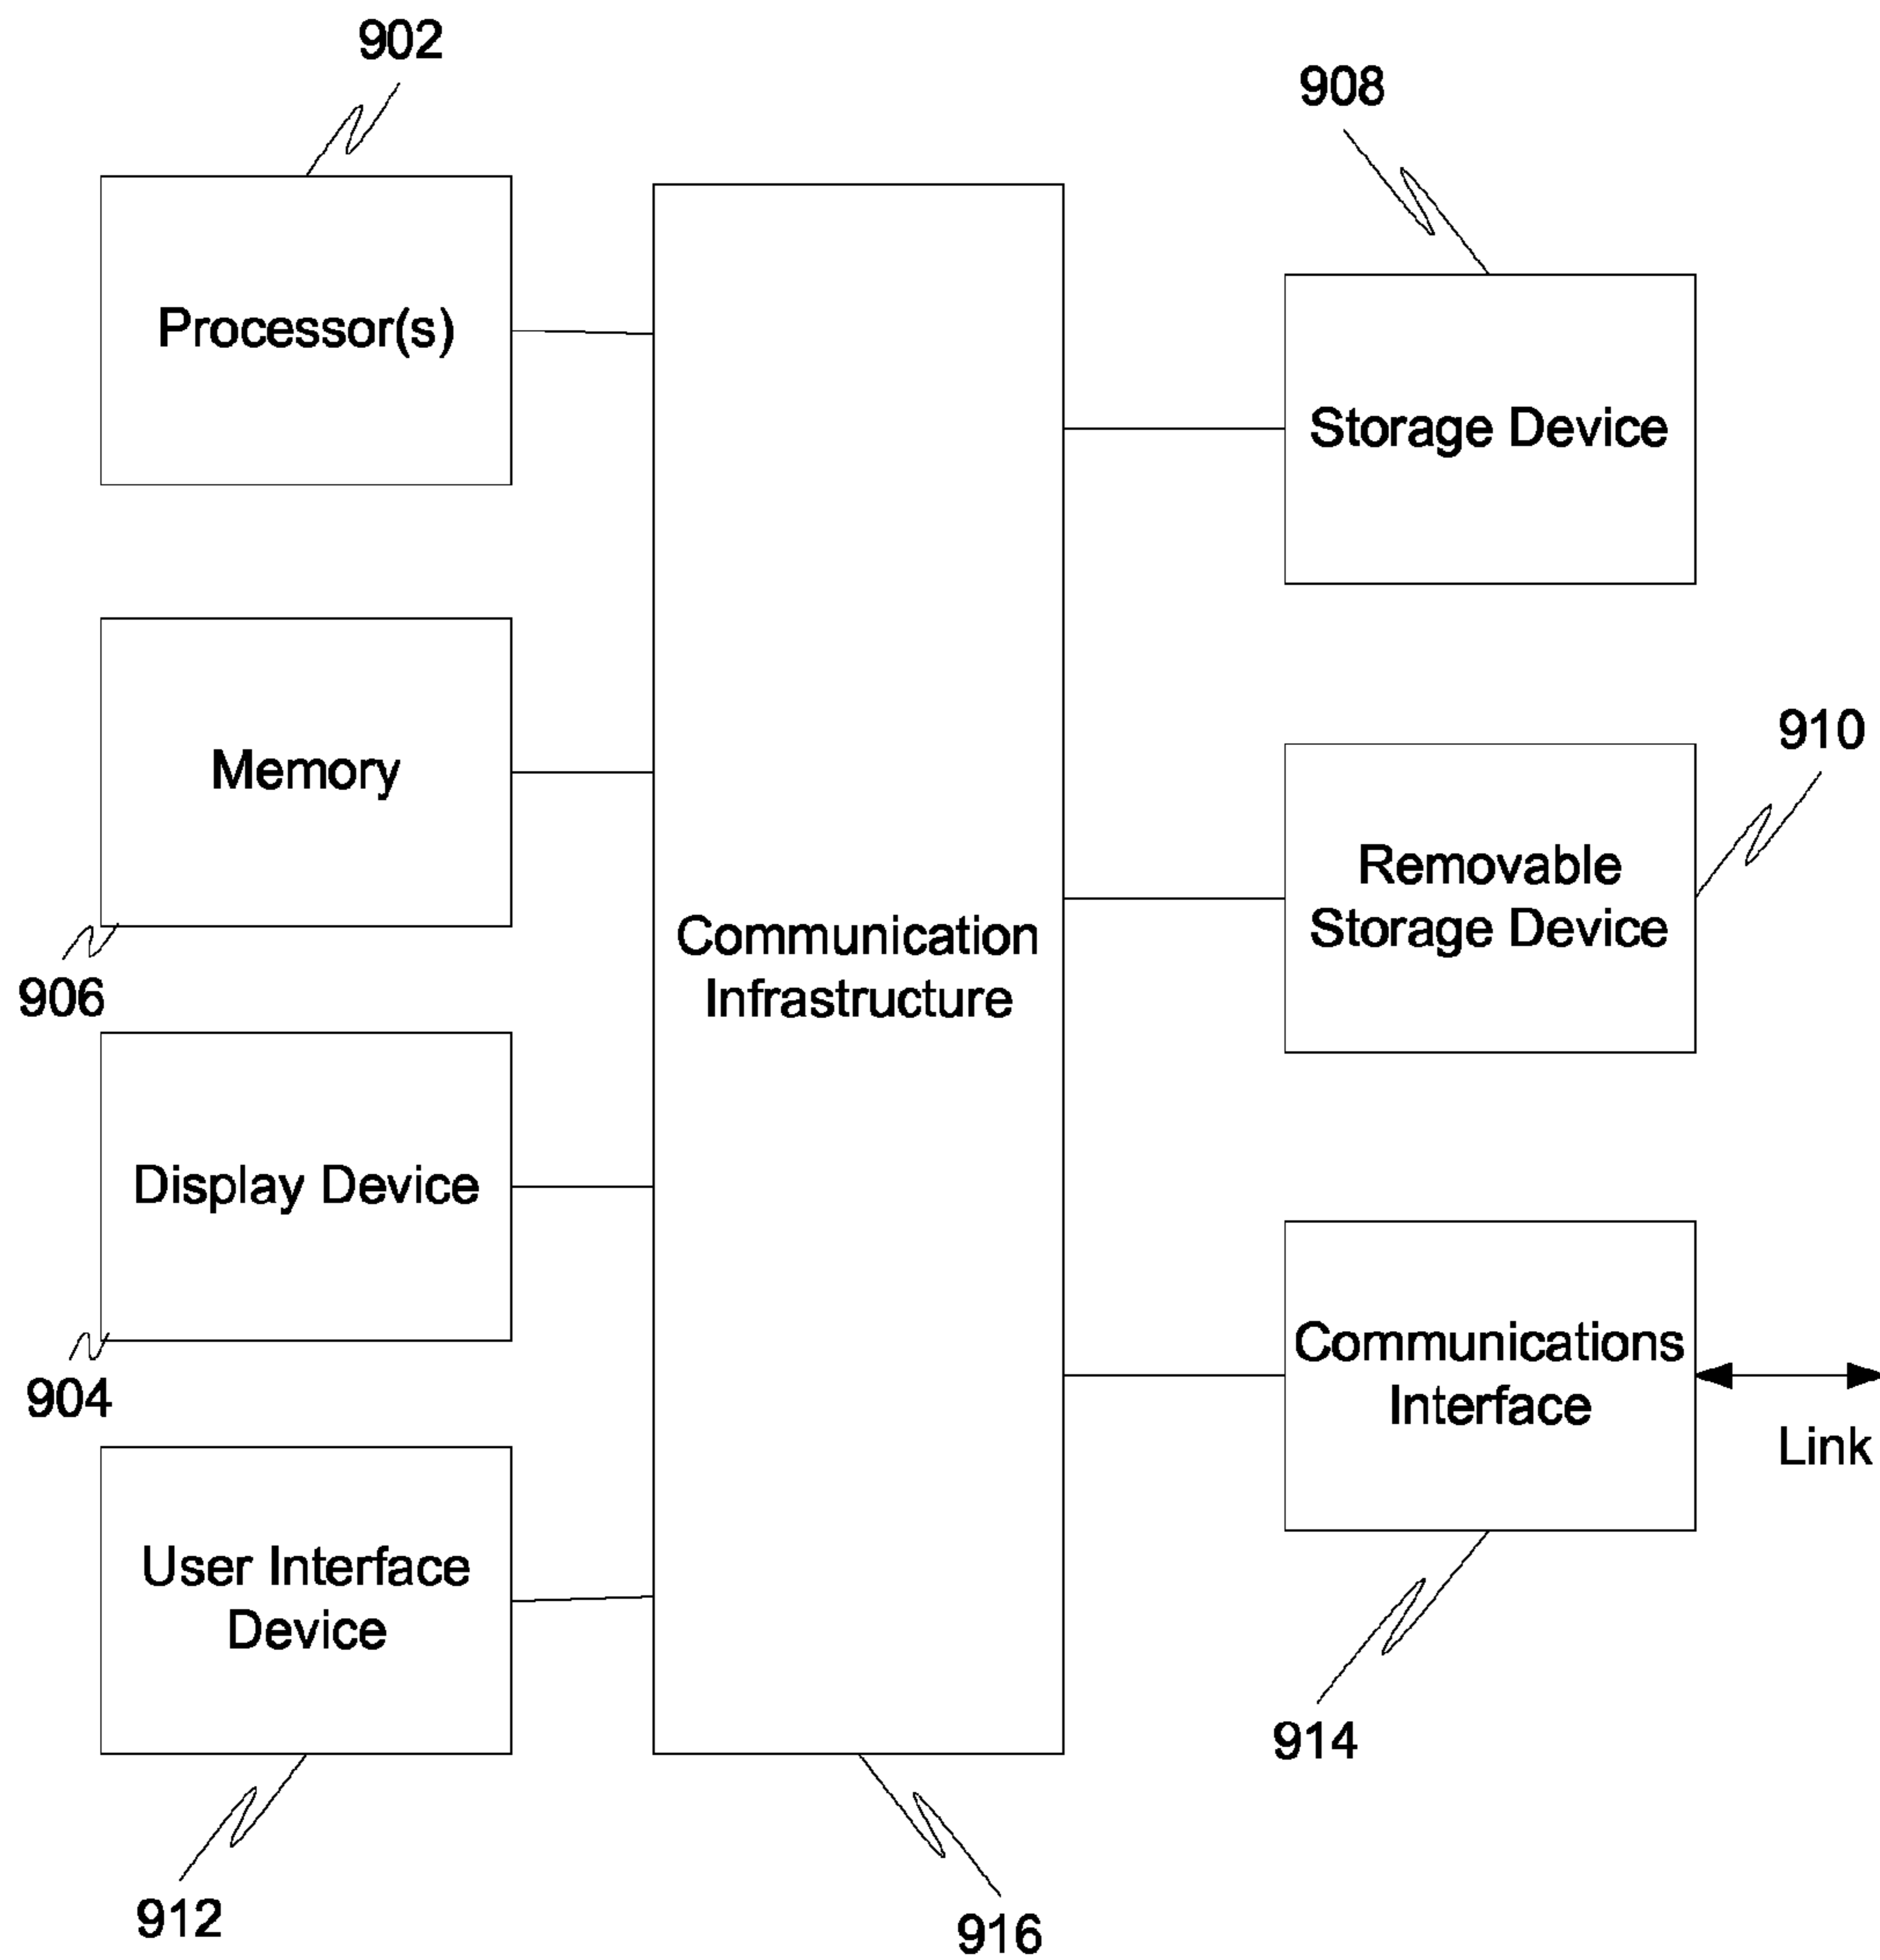 902
908
Processor(s)
Storage Device
910
Memory
Removable
Storage Device
906
Communication
Infrastructure
Display Device
904
Communications
Interface
Link
User Interface
Device
914
912
916